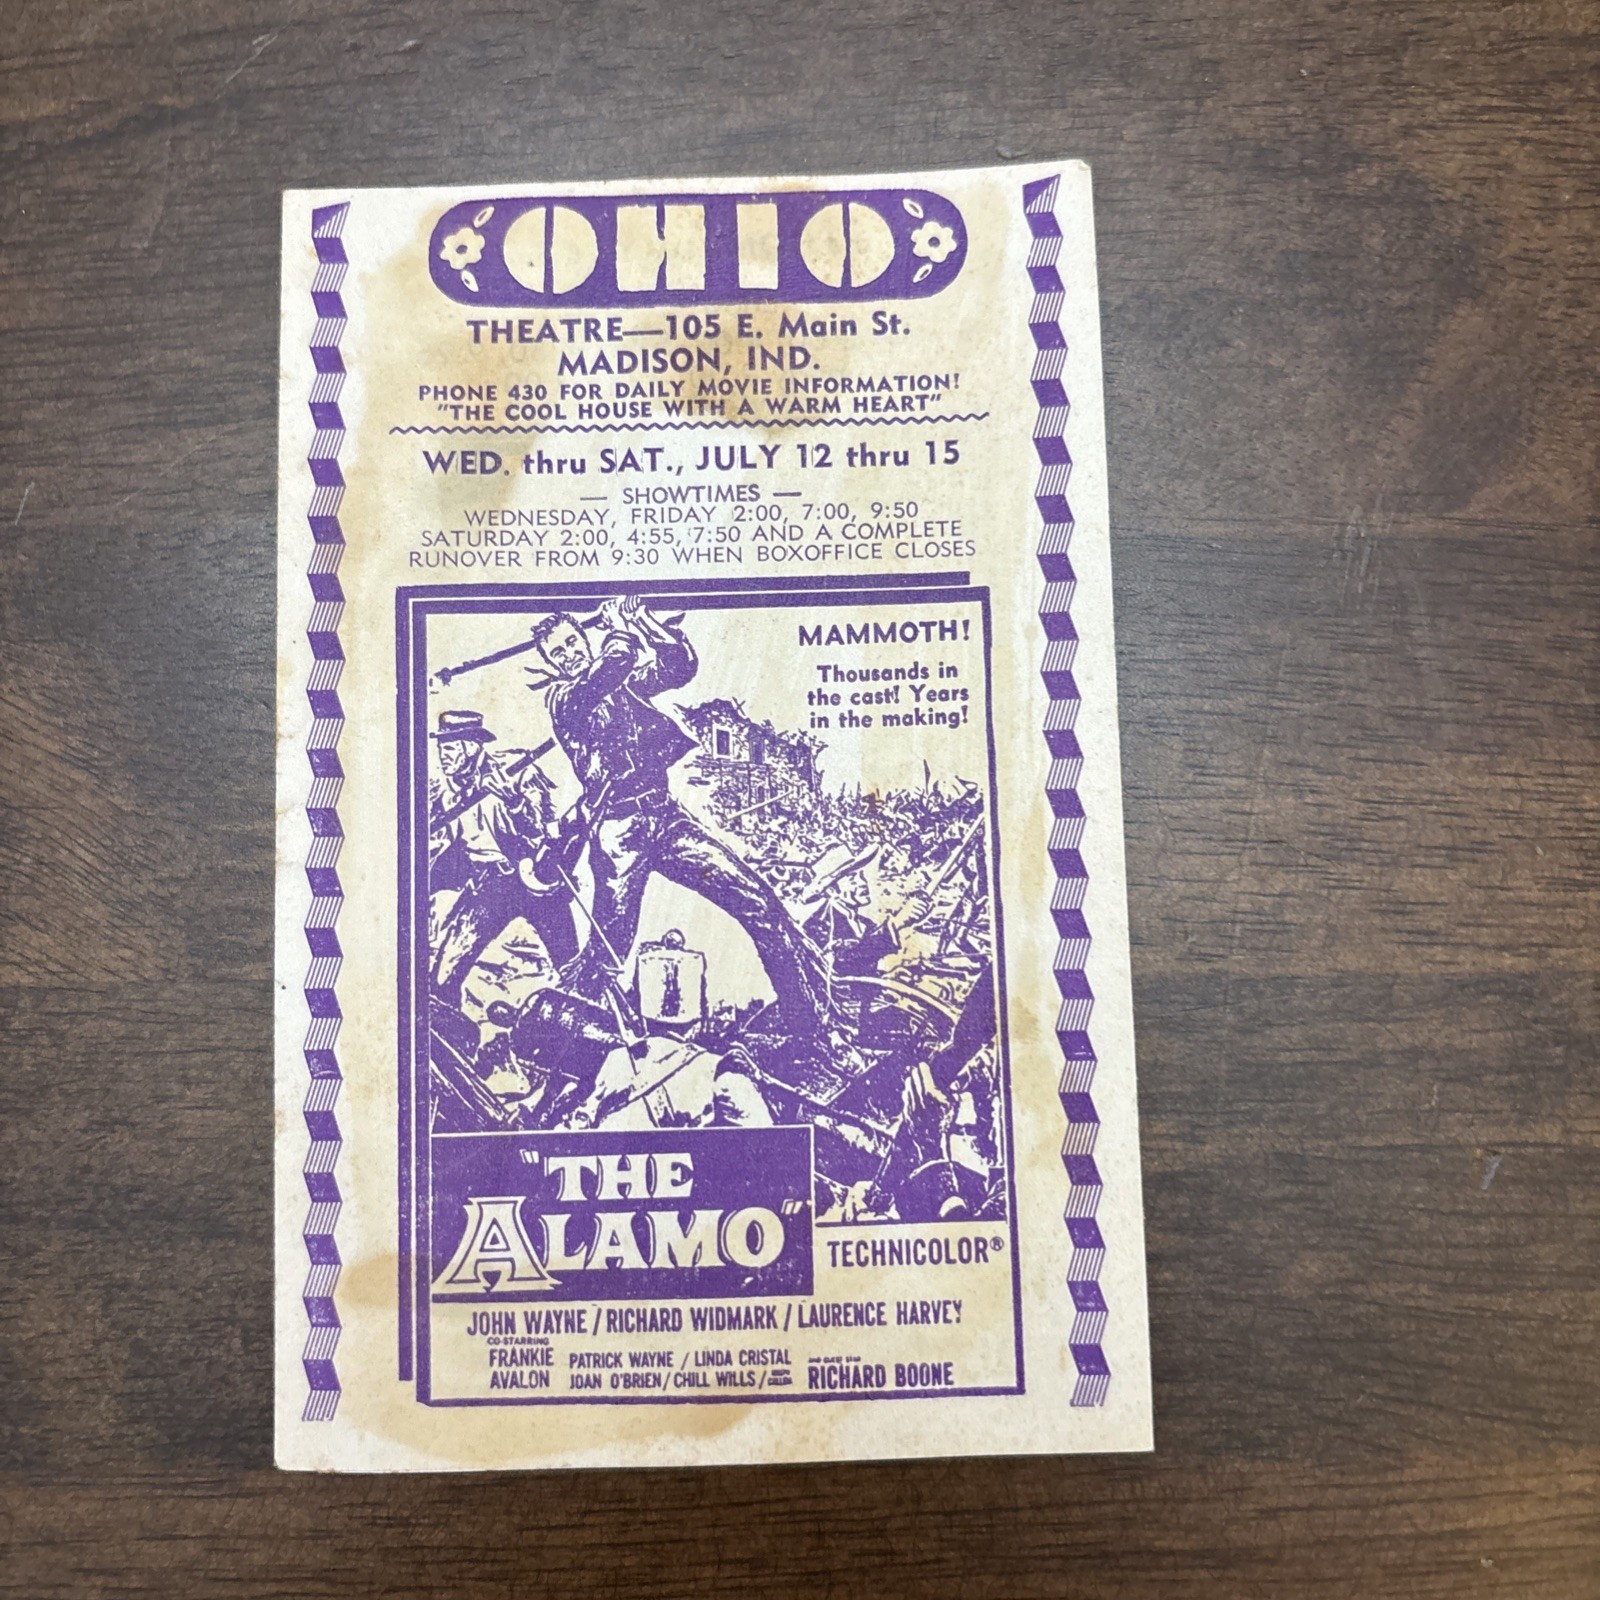 OHIO
THEATRE—105 E. Main St.
MADISON, IND.
PHONE 430 FOR DAILY MOVIE INFORMATION!
"THE COOL HOUSE WITH A WARM HEART"
WED. thru SAT., JULY 12 thru 15
— SHOWTIMES —
WEDNESDAY, FRIDAY 2:00, 7:00, 9:50
SATURDAY 2:00, 4:55, 7:50 AND A COMPLETE
RUNOVER FROM 9:30 WHEN BOXOFFICE CLOSES
MAMMOTH!
Thousands in
the cast! Years
in the making!
"THE
ALAMO"
TECHNICOLOR®
JOHN WAYNE / RICHARD WIDMARK / LAURENCE HARVEY
CO-STARRING
FRANKIE
AVALON
PATRICK WAYNE / LINDA CRISTAL
JOAN O'BRIEN / CHILL WILLS /
RICHARD BOONE